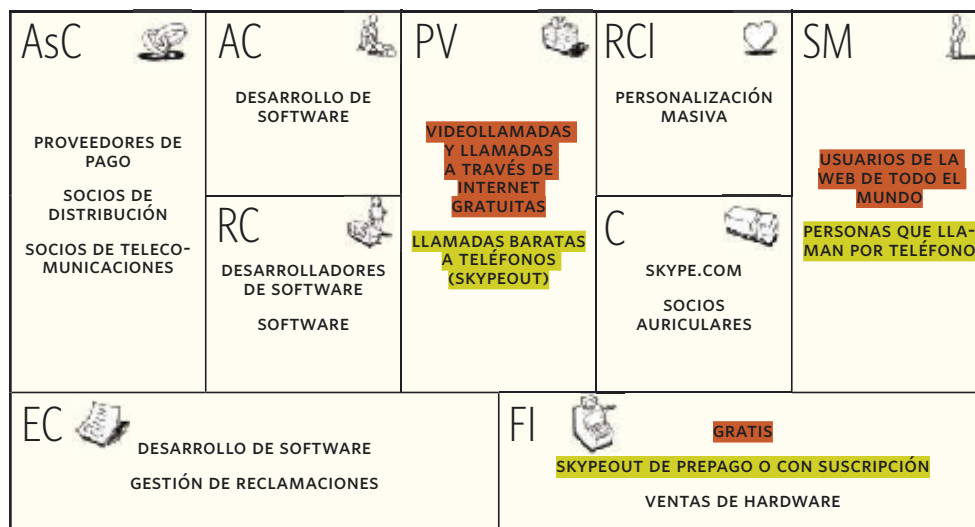 AsC
PROVEEDORES DE
PAGO
SOCIOS DE
DISTRIBUCIÓN
SOCIOS DE TELECO-
MUNICACIONES
AC
DESARROLLO DE
SOFTWARE
RC
DESARROLLADORES
DE SOFTWARE
SOFTWARE
PV
VIDEOLLAMADAS
Y LLAMADAS
A TRAVÉS DE
INTERNET
GRATUITAS
LLAMADAS BARATAS
A TELÉFONOS
(SKYPEOUT)
RCl
PERSONALIZACIÓN
MASIVA
C
SKYPE.COM
SOCIOS
AURICULARES
SM
USUARIOS DE LA
WEB DE TODO EL
MUNDO
PERSONAS QUE LLA-
MAN POR TELÉFONO
EC
DESARROLLO DE SOFTWARE
GESTIÓN DE RECLAMACIONES
FI
GRATIS
SKYPEOUT DE PREPAGO O CON SUSCRIPCIÓN
VENTAS DE HARDWARE